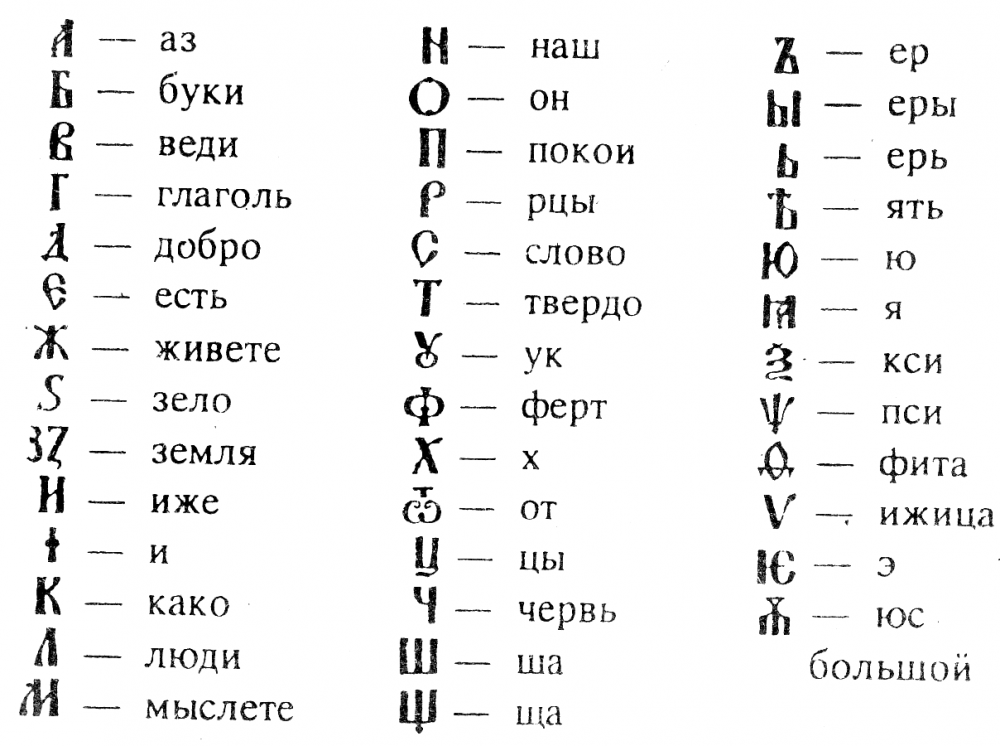 А — аз
Б — буки
В — веди
Г — глаголь
Д — добро
Є — есть
Ж — живете
Ѕ — зело
ЗꙀ — земля
И — иже
І — и
К — како
Л — люди
М — мыслете
Н — наш
О — он
П — покои
Р — рцы
С — слово
Т — твердо
Ꙋ — ук
Ф — ферт
Х — х
Ѿ — от
Ц — цы
Ч — червь
Ш — ша
Щ — ща
Ъ — ер
Ы — еры
Ь — ерь
Ѣ — ять
Ю — ю
Ꙗ — я
Ѯ — кси
Ѱ — пси
Ѳ — фита
Ѵ — ижица
Ѥ — э
Ѫ — юс
большой